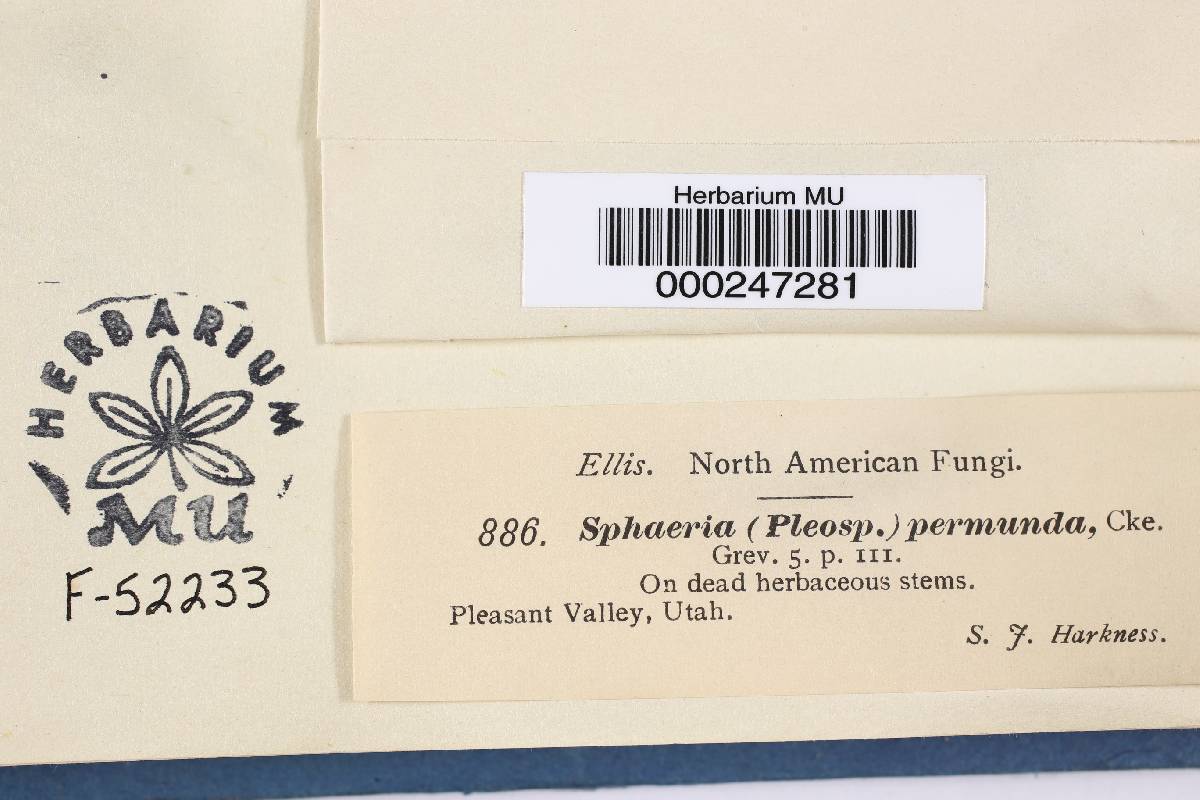 Herbarium MU
000247281
HERBARIUM
MU
F-52233
Ellis. North American Fungi.
886. Sphaeria (Pleosp.) permunda, Cke.
Grev. 5. p. 111.
On dead herbaceous stems.
Pleasant Valley, Utah.
S. J. Harkness.